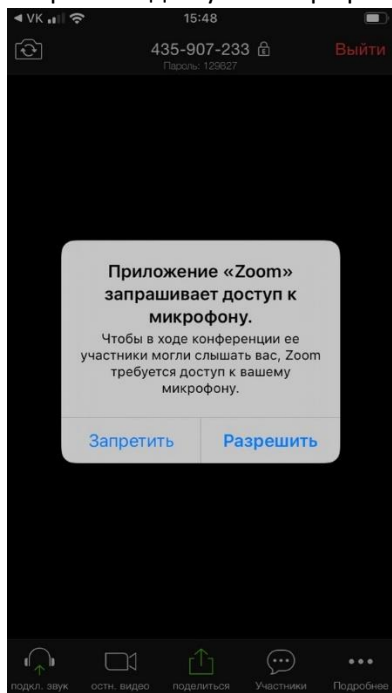 VK 15:48
435-907-233 Выйти
Пароль: 129627
Приложение «Zoom»
запрашивает доступ к
микрофону.
Чтобы в ходе конференции ее
участники могли слышать вас, Zoom
требуется доступ к вашему
микрофону.
Запретить Разрешить
подкл. звук остн. видео поделиться Участники Подробнее